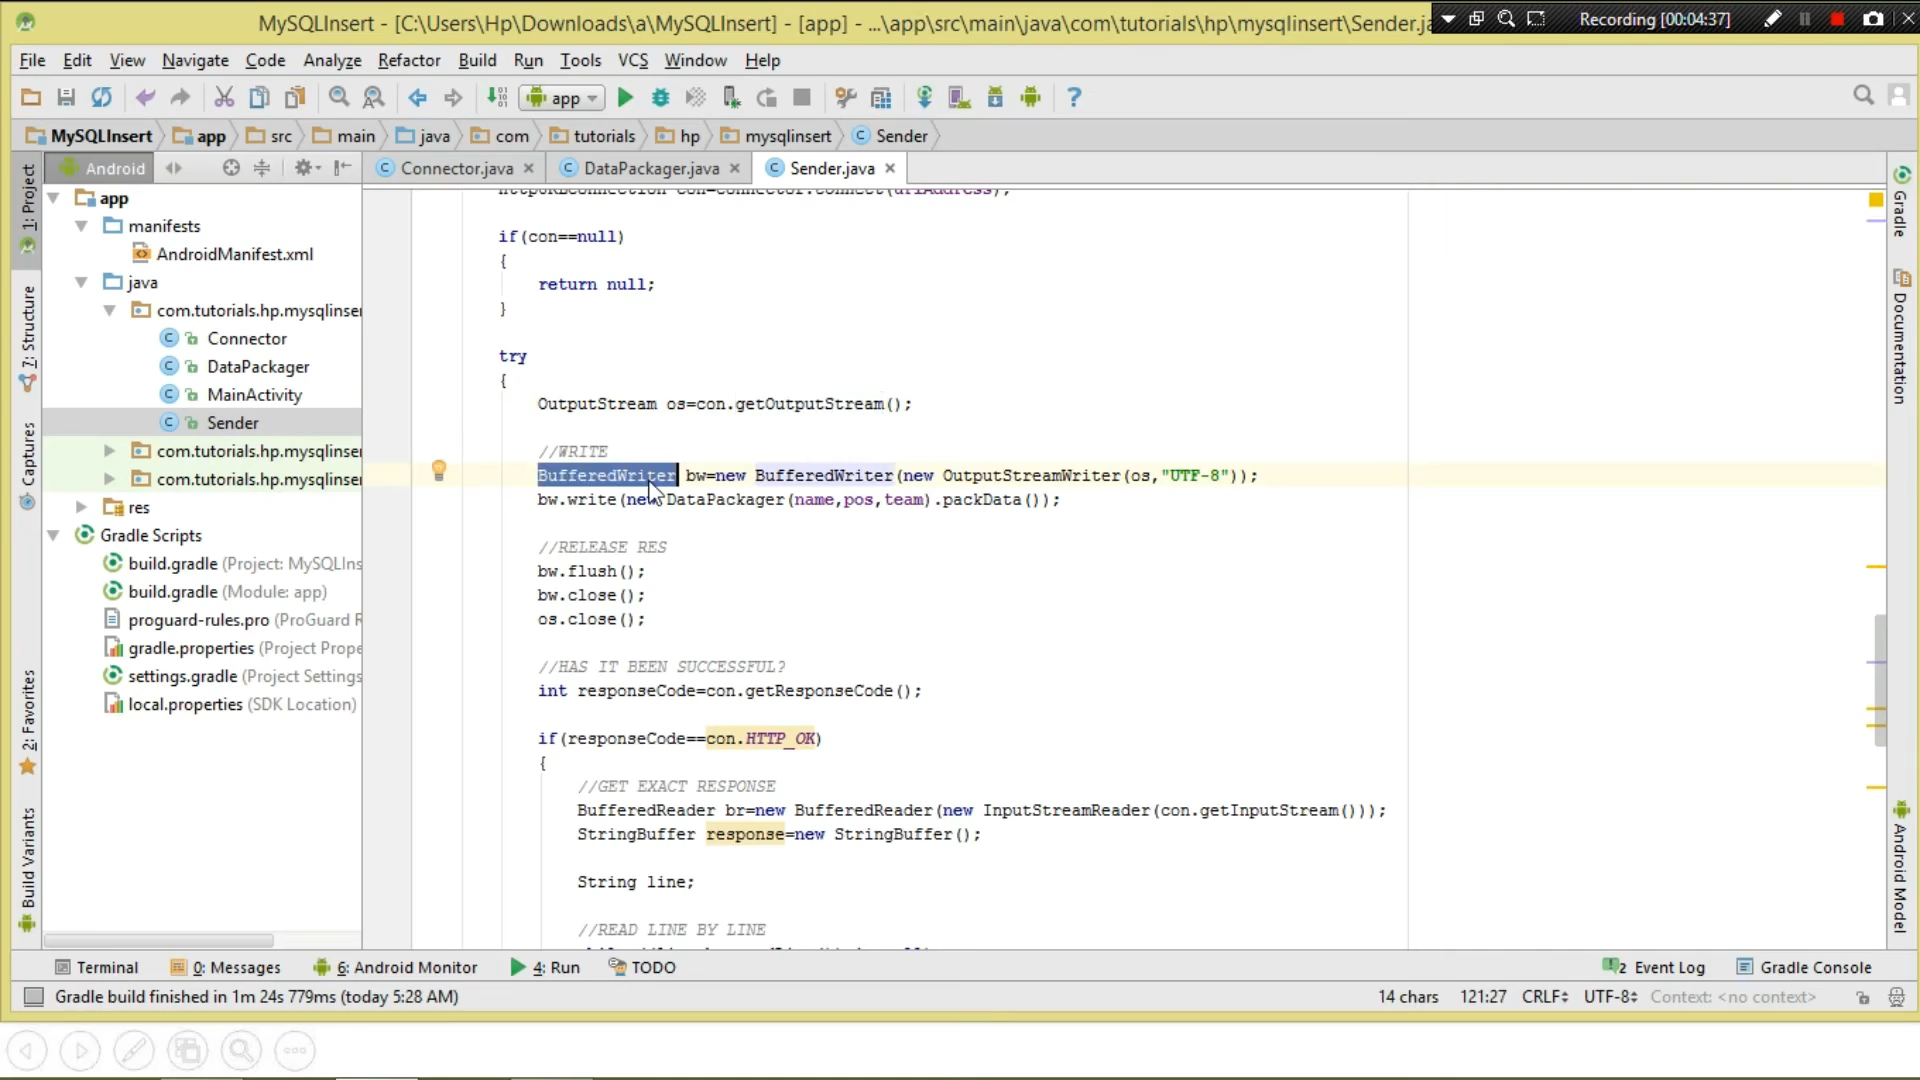 MySQLInsert - [C:\Users\Hp\Downloads\a\MySQLInsert] - [app] - ...\app\src\main\java\com\tutorials\hp\mysqlinsert\Sender.ja
Recording [00:04:37]
File Edit View Navigate Code Analyze Refactor Build Run Tools VCS Window Help
app
MySQLInsert app src main java com tutorials hp mysqlinsert Sender
Android
Connector.java DataPackager.java Sender.java
1: Project
7: Structure
Captures
2: Favorites
Build Variants
app
manifests
AndroidManifest.xml
java
com.tutorials.hp.mysqlinser
Connector
DataPackager
MainActivity
Sender
com.tutorials.hp.mysqlinser
com.tutorials.hp.mysqlinser
res
Gradle Scripts
build.gradle (Project: MySQLIns
build.gradle (Module: app)
proguard-rules.pro (ProGuard R
gradle.properties (Project Prope
settings.gradle (Project Settings
local.properties (SDK Location)
HttpURLConnection con=Connector.connect(urlAddress);
if(con==null)
{
return null;
}
try
{
OutputStream os=con.getOutputStream();
//WRITE
BufferedWriter bw=new BufferedWriter(new OutputStreamWriter(os,"UTF-8"));
bw.write(new DataPackager(name,pos,team).packData());
//RELEASE RES
bw.flush();
bw.close();
os.close();
//HAS IT BEEN SUCCESSFUL?
int responseCode=con.getResponseCode();
if(responseCode==con.HTTP_OK)
{
//GET EXACT RESPONSE
BufferedReader br=new BufferedReader(new InputStreamReader(con.getInputStream()));
StringBuffer response=new StringBuffer();
String line;
//READ LINE BY LINE
Gradle
Documentation
Android Model
Terminal 0: Messages 6: Android Monitor 4: Run TODO 2 Event Log Gradle Console
Gradle build finished in 1m 24s 779ms (today 5:28 AM) 14 chars 121:27 CRLF UTF-8 Context: <no context>